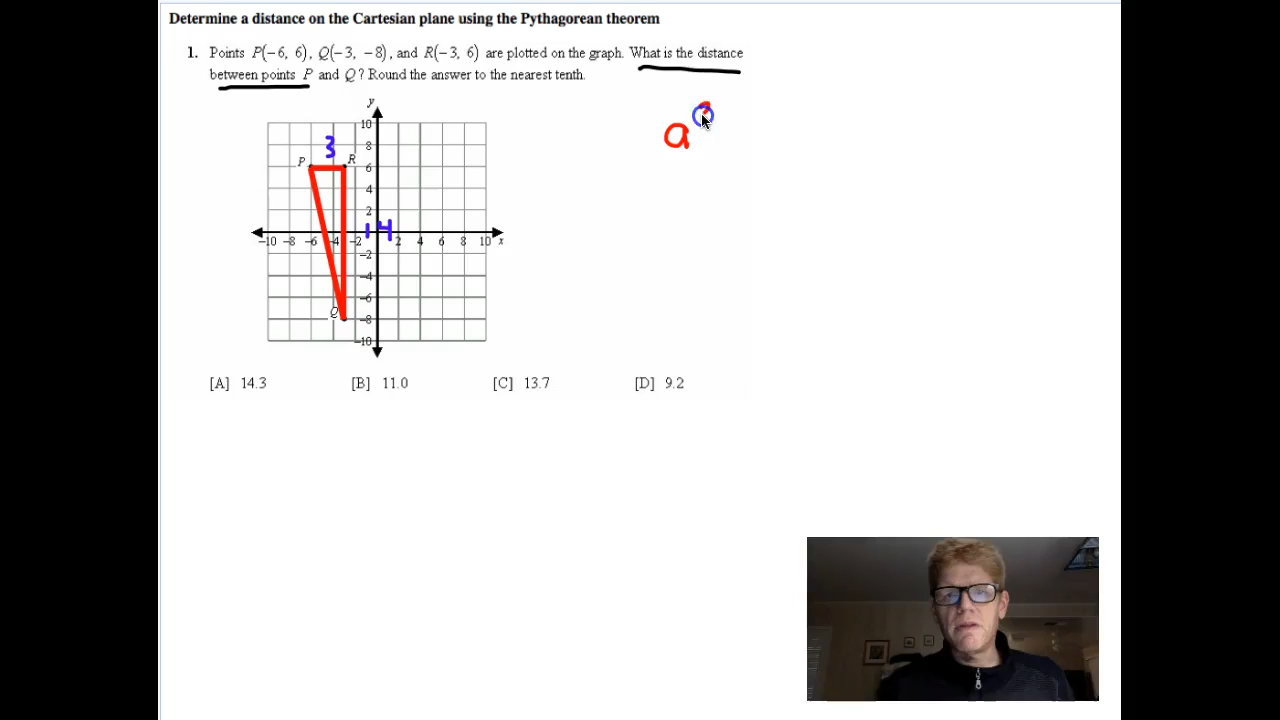 Determine a distance on the Cartesian plane using the Pythagorean theorem
1. Points P(−6, 6), Q(−3, −8), and R(−3, 6) are plotted on the graph. What is the distance
between points P and Q? Round the answer to the nearest tenth.
y
10
3
8
P
R
6
4
2
14
−10 −8 −6 −4 −2 2 4 6 8 10 x
−2
−4
−6
Q
−8
−10
a
[A] 14.3 [B] 11.0 [C] 13.7 [D] 9.2